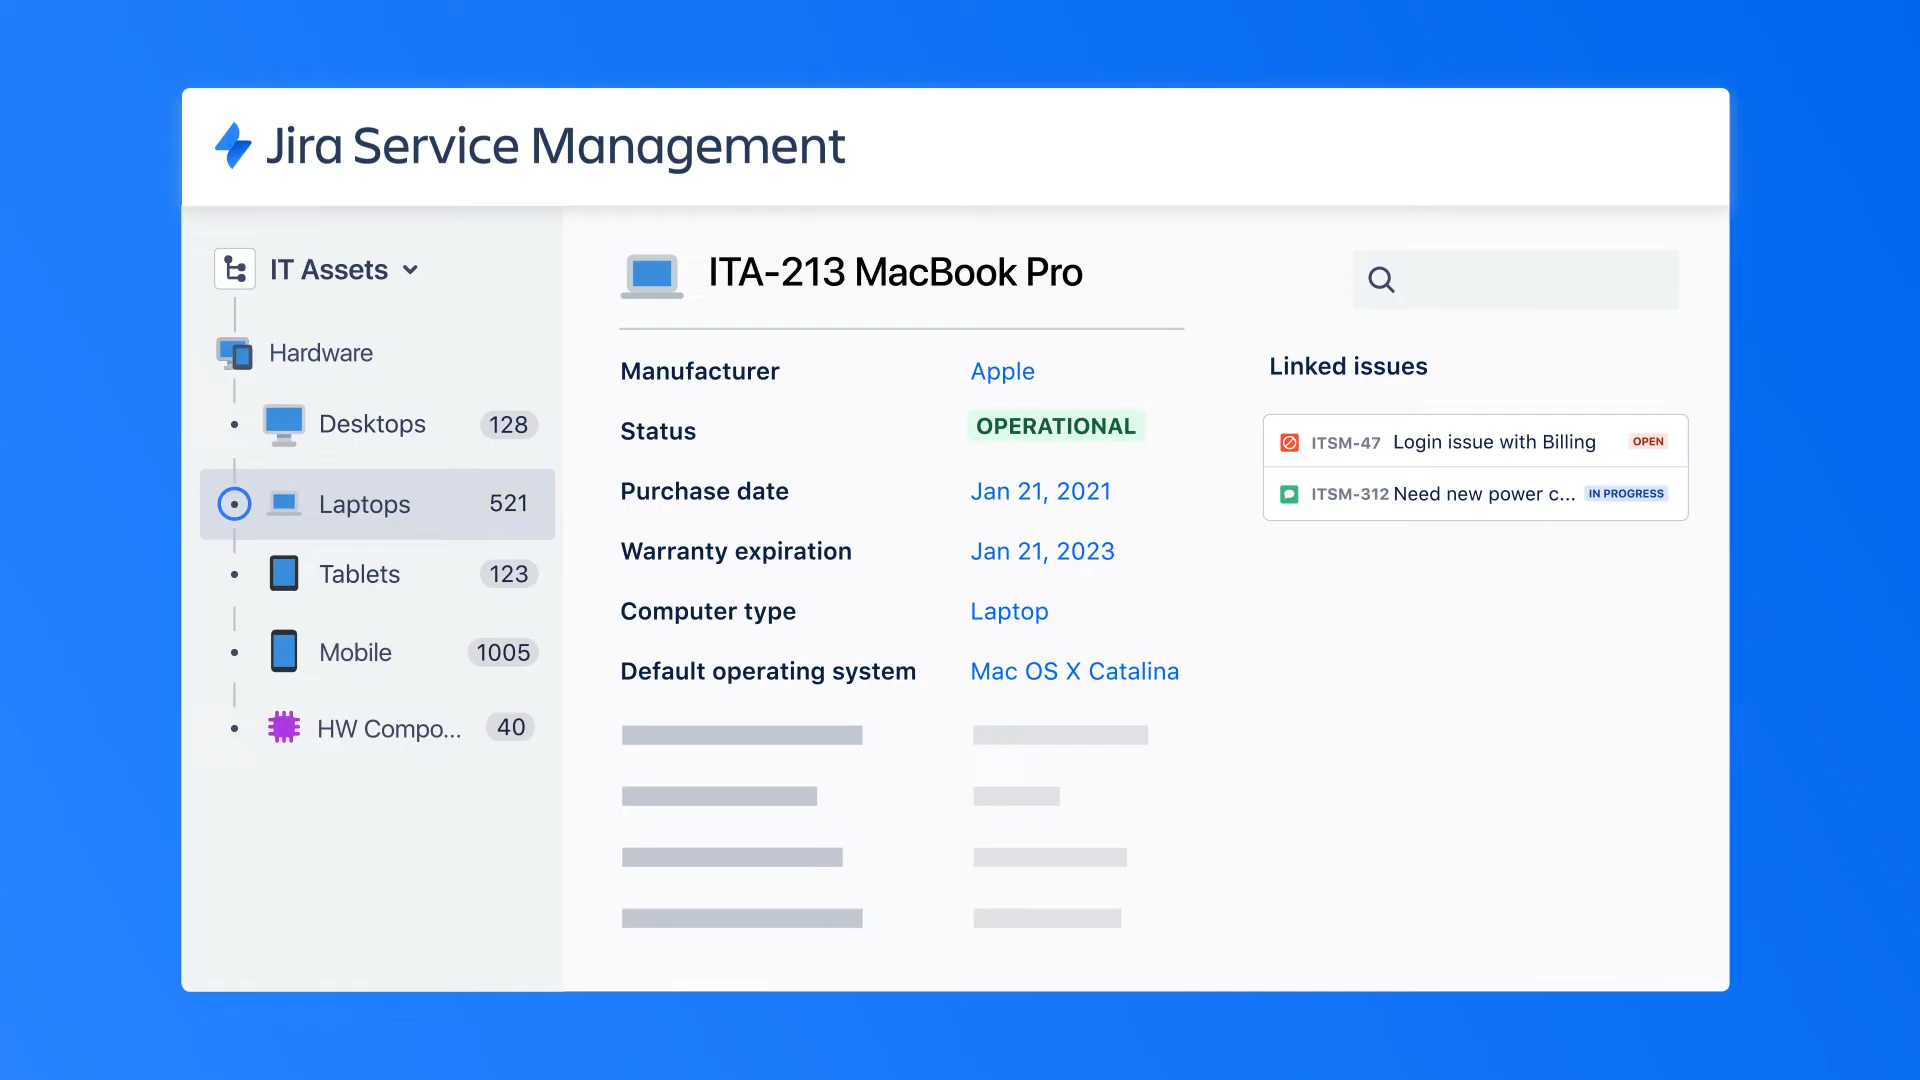 Jira Service Management
IT Assets
Hardware
Desktops 128
Laptops 521
Tablets 123
Mobile 1005
HW Compo... 40
ITA-213 MacBook Pro
Manufacturer Apple
Status OPERATIONAL
Purchase date Jan 21, 2021
Warranty expiration Jan 21, 2023
Computer type Laptop
Default operating system Mac OS X Catalina
Linked issues
ITSM-47 Login issue with Billing OPEN
ITSM-312 Need new power c... IN PROGRESS